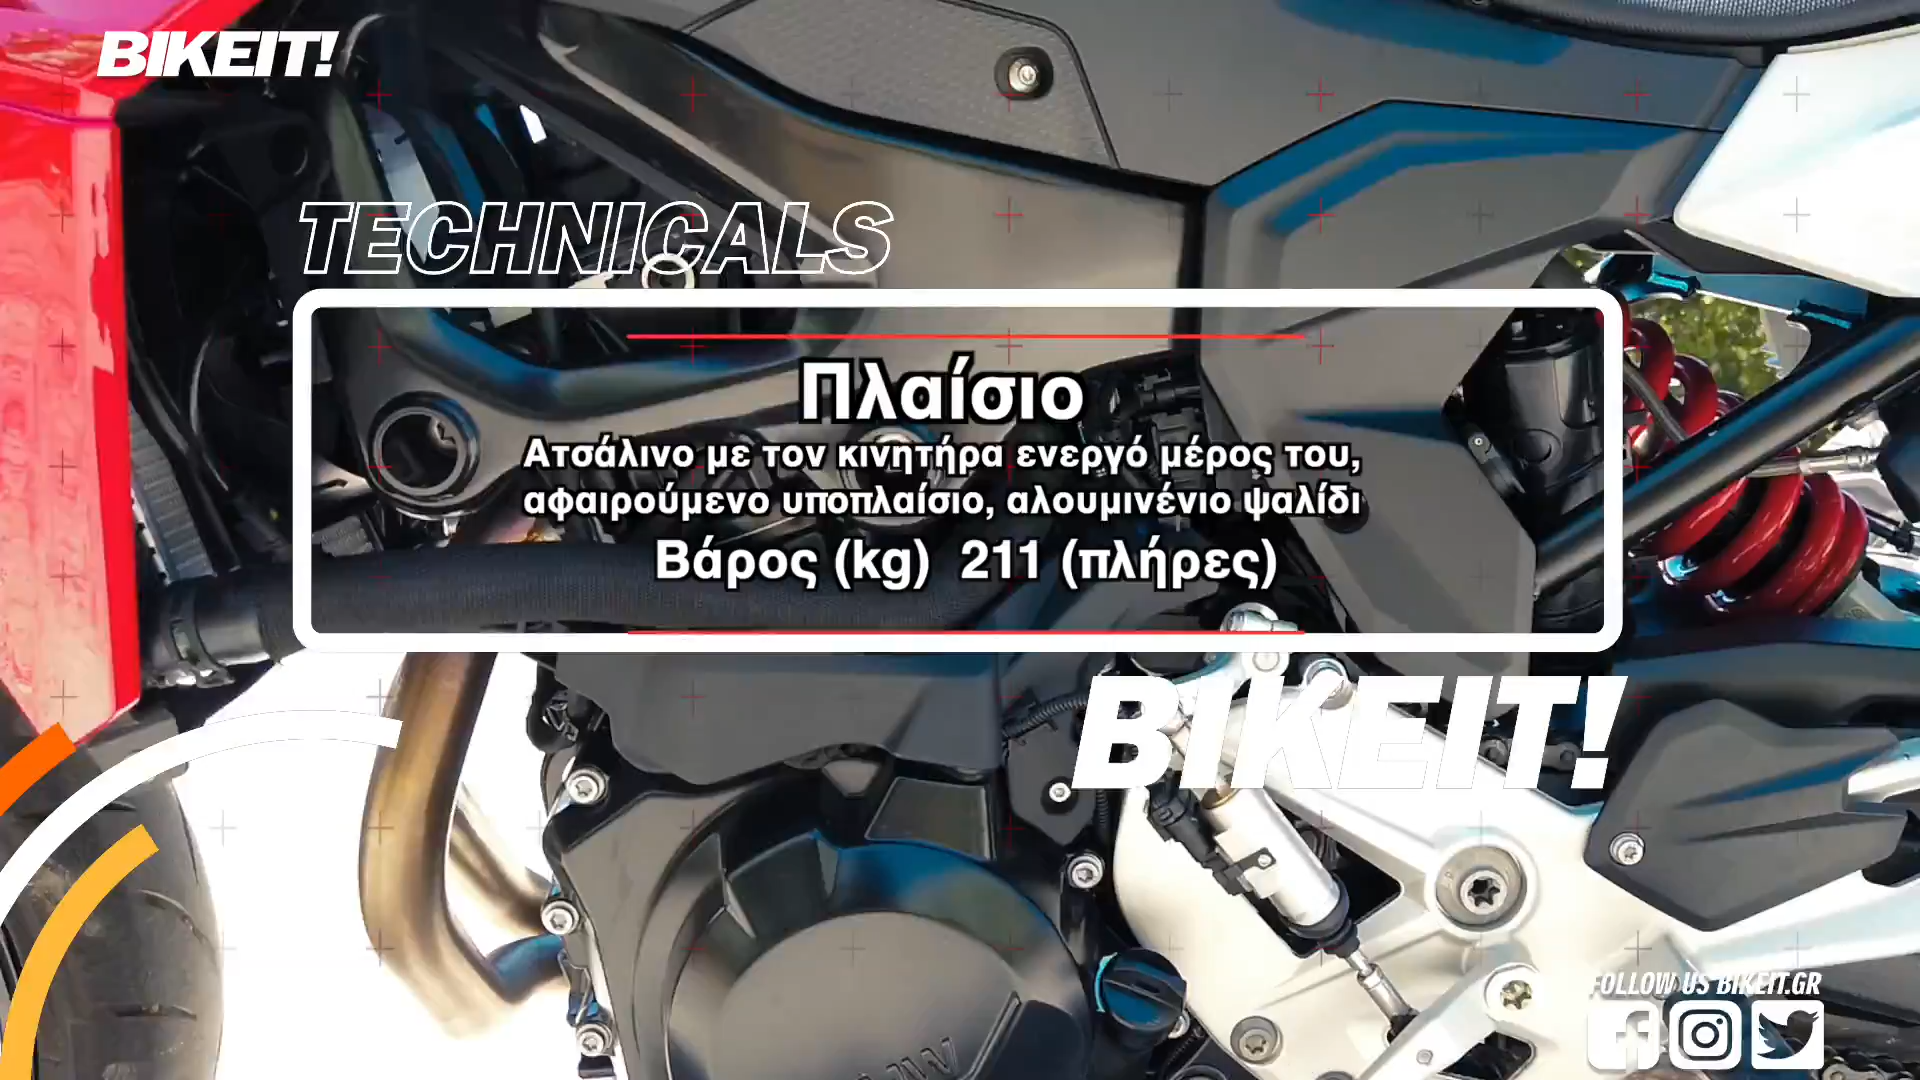 BIKEIT!
TECHNICALS
Πλαίσιο
Ατσάλινο με τον κινητήρα ενεργό μέρος του,
αφαιρούμενο υποπλαίσιο, αλουμινένιο ψαλίδι
Βάρος (kg) 211 (πλήρες)
BIKEIT!
FOLLOW US BIKEIT.GR